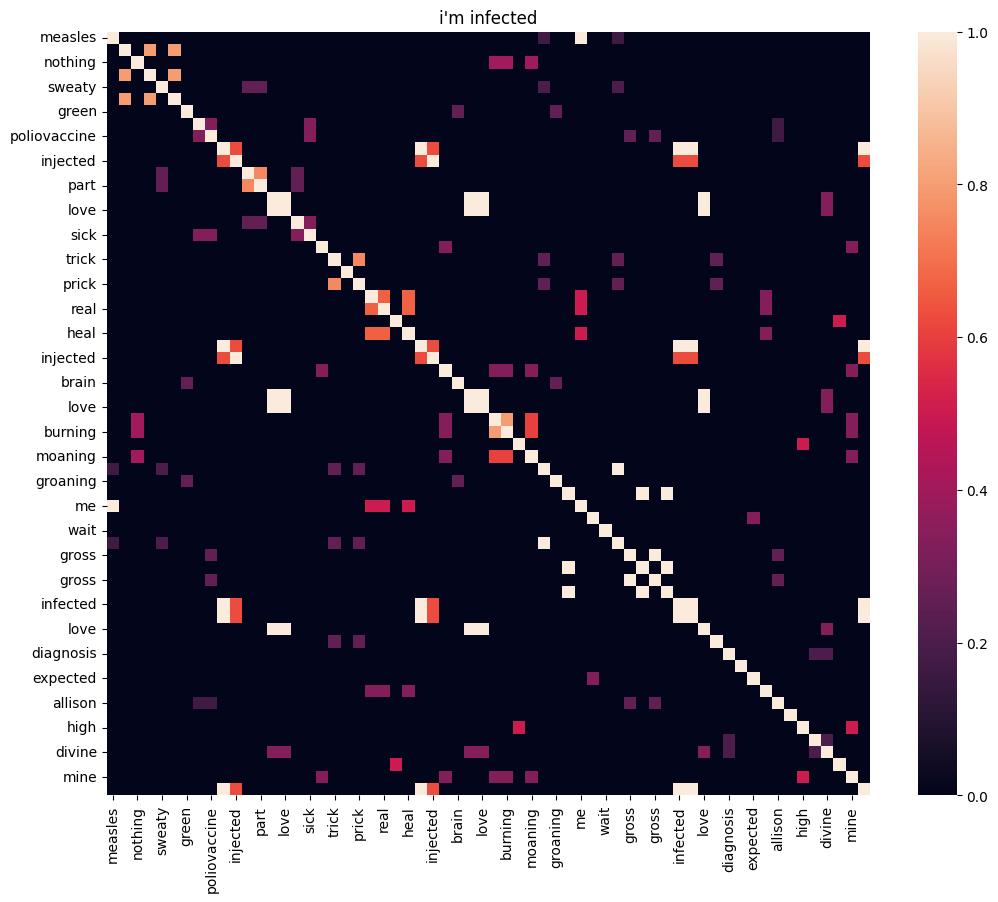 i'm infected
measles
nothing
sweaty
green
poliovaccine
injected
part
love
sick
trick
prick
real
heal
injected
brain
love
burning
moaning
groaning
me
wait
gross
gross
infected
love
diagnosis
expected
allison
high
divine
mine
measles
nothing
sweaty
green
poliovaccine
injected
part
love
sick
trick
prick
real
heal
injected
brain
love
burning
moaning
groaning
me
wait
gross
gross
infected
love
diagnosis
expected
allison
high
divine
mine
1.0
0.8
0.6
0.4
0.2
0.0